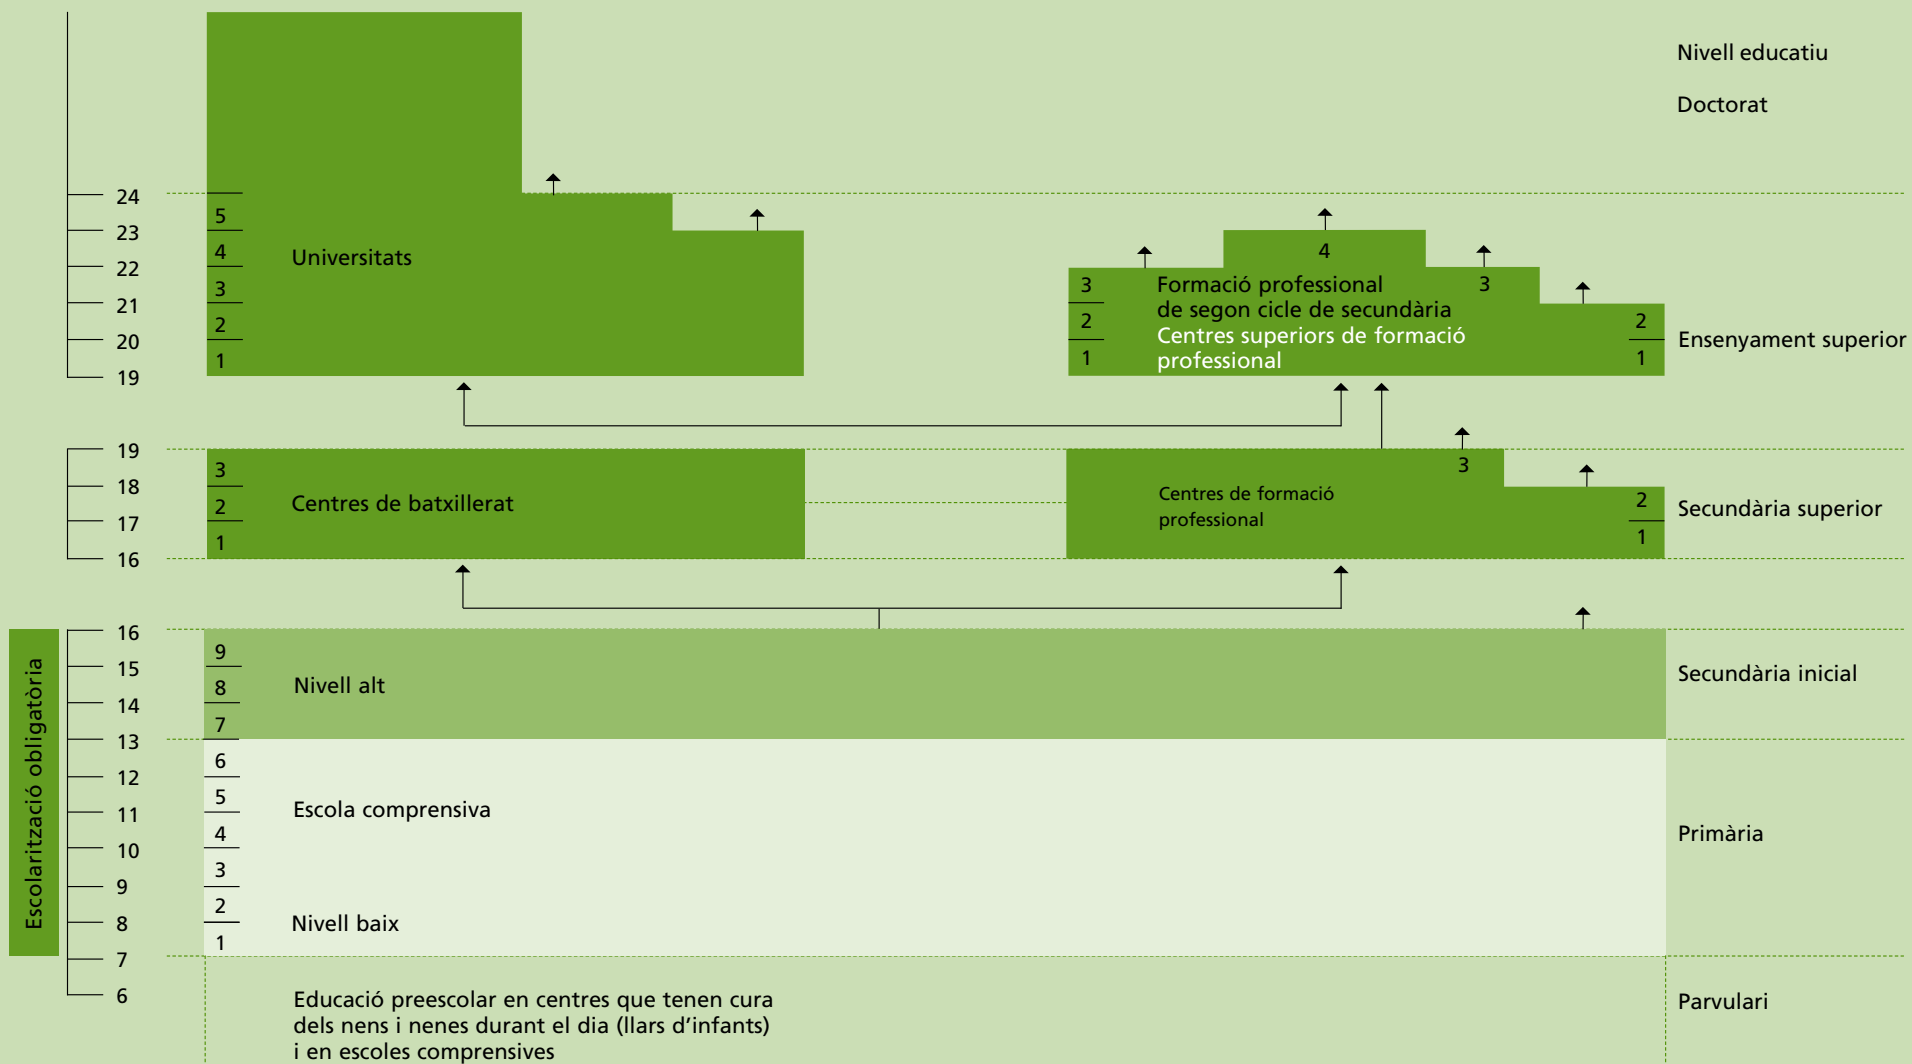 Nivell educatiu
Doctorat
24
23
22
21
20
19
5
4
3
2
1
Universitats
4
3
2
1
3
2
1
Formació professional
de segon cicle de secundària
Centres superiors de formació
professional
Ensenyament superior
19
18
17
16
3
2
1
Centres de batxillerat
3
2
1
Centres de formació
professional
Secundària superior
Escolarització obligatòria
16
15
14
13
12
11
10
9
8
7
6
9
8
7
Nivell alt
Secundària inicial
6
5
4
3
2
1
Escola comprensiva
Nivell baix
Primària
Educació preescolar en centres que tenen cura
dels nens i nenes durant el dia (llars d'infants)
i en escoles comprensives
Parvulari